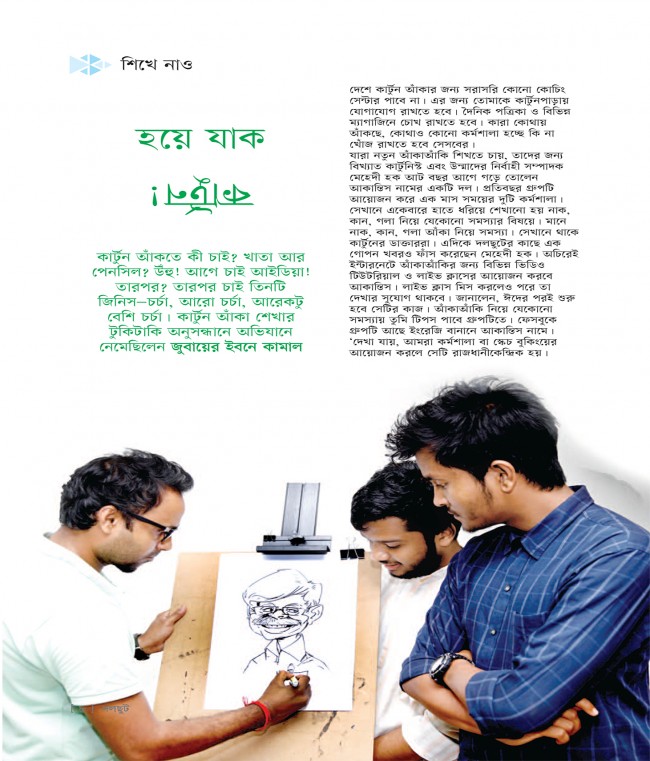 শিখে নাও
হয়ে যাক
কার্টুন!
কার্টুন আঁকতে কী চাই? খাতা আর
পেনসিল? উঁহু! আগে চাই আইডিয়া!
তারপর? তারপর চাই তিনটি
জিনিস—চর্চা, আরো চর্চা, আরেকটু
বেশি চর্চা। কার্টুন আঁকা শেখার
টুকিটাকি অনুসন্ধানে অভিযানে
নেমেছিলেন জুবায়ের ইবনে কামাল
দেশে কার্টুন আঁকার জন্য সরাসরি কোনো কোচিং
সেন্টার পাবে না। এর জন্য তোমাকে কার্টুনপাড়ায়
যোগাযোগ রাখতে হবে। দৈনিক পত্রিকা ও বিভিন্ন
ম্যাগাজিনে চোখ রাখতে হবে। কারা কোথায়
আঁকছে, কোথাও কোনো কর্মশালা হচ্ছে কি না
খোঁজ রাখতে হবে সেসবের।
যারা নতুন আঁকাআঁকি শিখতে চায়, তাদের জন্য
বিখ্যাত কার্টুনিস্ট এবং উন্মাদের নির্বাহী সম্পাদক
মেহেদী হক আট বছর আগে গড়ে তোলেন
আকান্তিস নামের একটি দল। প্রতিবছর গ্রুপটি
আয়োজন করে এক মাস সময়ের দুটি কর্মশালা।
সেখানে একেবারে হাতে ধরিয়ে শেখানো হয় নাক,
কান, গলা নিয়ে যেকোনো সমস্যার বিষয়ে। মানে
নাক, কান, গলা আঁকা নিয়ে সমস্যা। সেখানে থাকে
কার্টুনের ডাক্তাররা। এদিকে দলছুটের কাছে এক
গোপন খবরও ফাঁস করেছেন মেহেদী হক। অচিরেই
ইন্টারনেটে আঁকাআঁকির জন্য বিভিন্ন ভিডিও
টিউটরিয়াল ও লাইভ ক্লাসের আয়োজন করবে
আকান্তিস। লাইভ ক্লাস মিস করলেও পরে তা
দেখার সুযোগ থাকবে। জানালেন, ঈদের পরই শুরু
হবে সেটির কাজ। আঁকাআঁকি নিয়ে যেকোনো
সমস্যায় তুমি টিপস পাবে গ্রুপটিতে। ফেসবুকে
গ্রুপটি আছে ইংরেজি বানানে আকান্তিস নামে।
'দেখা যায়, আমরা কর্মশালা বা স্কেচ বুকিংয়ের
আয়োজন করলে সেটি রাজধানীকেন্দ্রিক হয়।
দলছুট